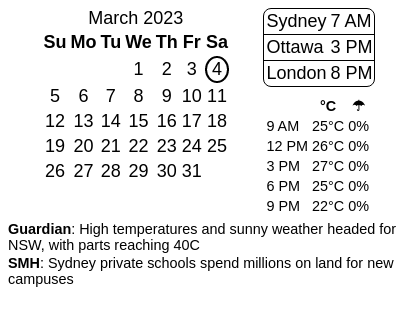 March 2023
Su Mo Tu We Th Fr Sa
1 2 3 4
5 6 7 8 9 10 11
12 13 14 15 16 17 18
19 20 21 22 23 24 25
26 27 28 29 30 31
Sydney 7 AM
Ottawa 3 PM
London 8 PM
°C ☂
9 AM 25°C 0%
12 PM 26°C 0%
3 PM 27°C 0%
6 PM 25°C 0%
9 PM 22°C 0%
Guardian: High temperatures and sunny weather headed for
NSW, with parts reaching 40C
SMH: Sydney private schools spend millions on land for new
campuses